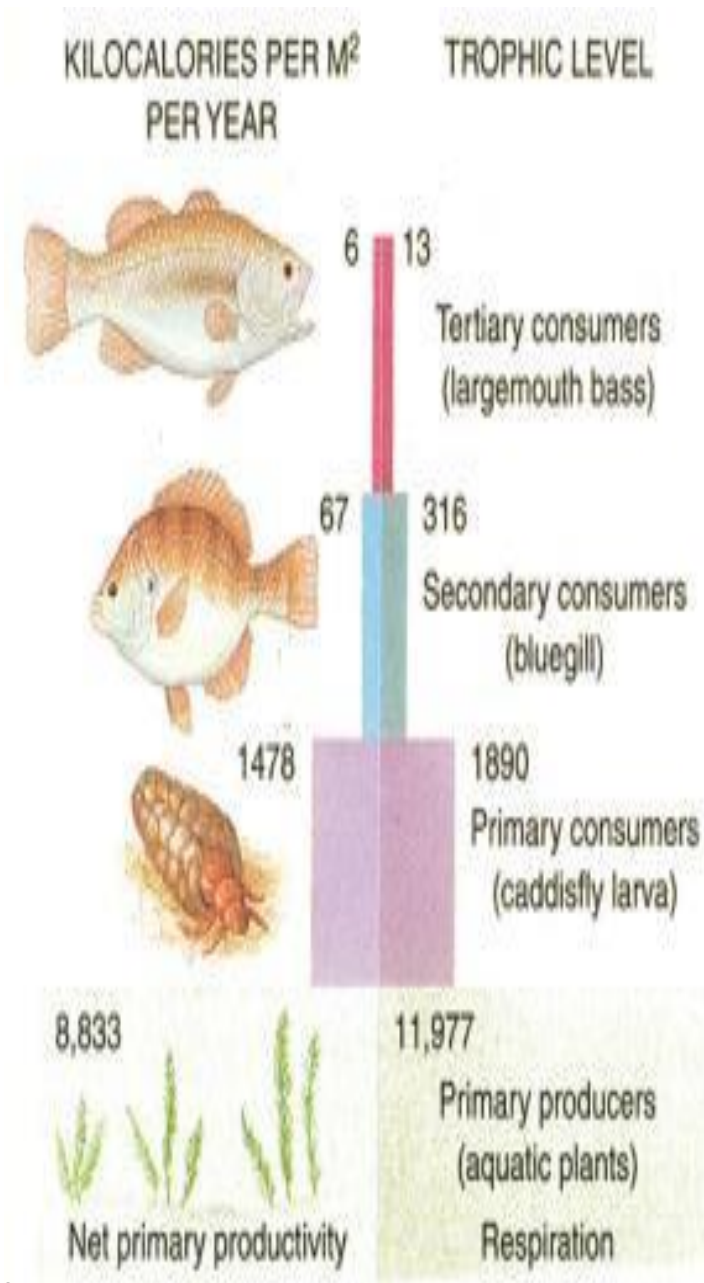 KILOCALORIES PER M² TROPHIC LEVEL
PER YEAR
6 13
Tertiary consumers
(largemouth bass)
67 316
Secondary consumers
(bluegill)
1478 1890
Primary consumers
(caddisfly larva)
8,833 11,977
Primary producers
(aquatic plants)
Net primary productivity Respiration